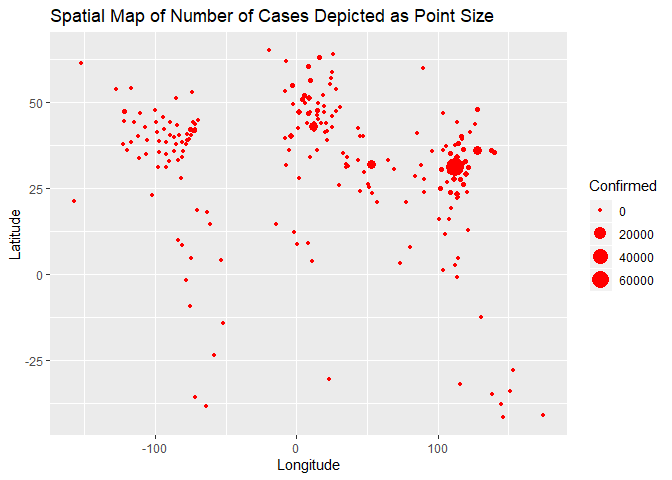 Spatial Map of Number of Cases Depicted as Point Size
50
25
0
-25
-100
0
100
Latitude
Longitude
Confirmed
0
20000
40000
60000